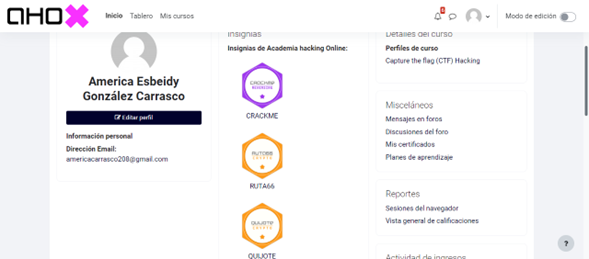 aHOX
Inicio Tablero Mis cursos
Modo de edición
America Esbeidy
González Carrasco
Editar perfil
Información personal
Dirección Email:
americacarrasco208@gmail.com
Insignias
Insignias de Academia hacking Online:
CRACKME
CRACKME
RUTA66
RUTA66
QUIJOTE
QUIJOTE
Detalles del curso
Perfiles de curso
Capture the flag (CTF) Hacking
Misceláneos
Mensajes en foros
Discusiones del foro
Mis certificados
Planes de aprendizaje
Reportes
Sesiones del navegador
Vista general de calificaciones
Actividad de ingresos
?